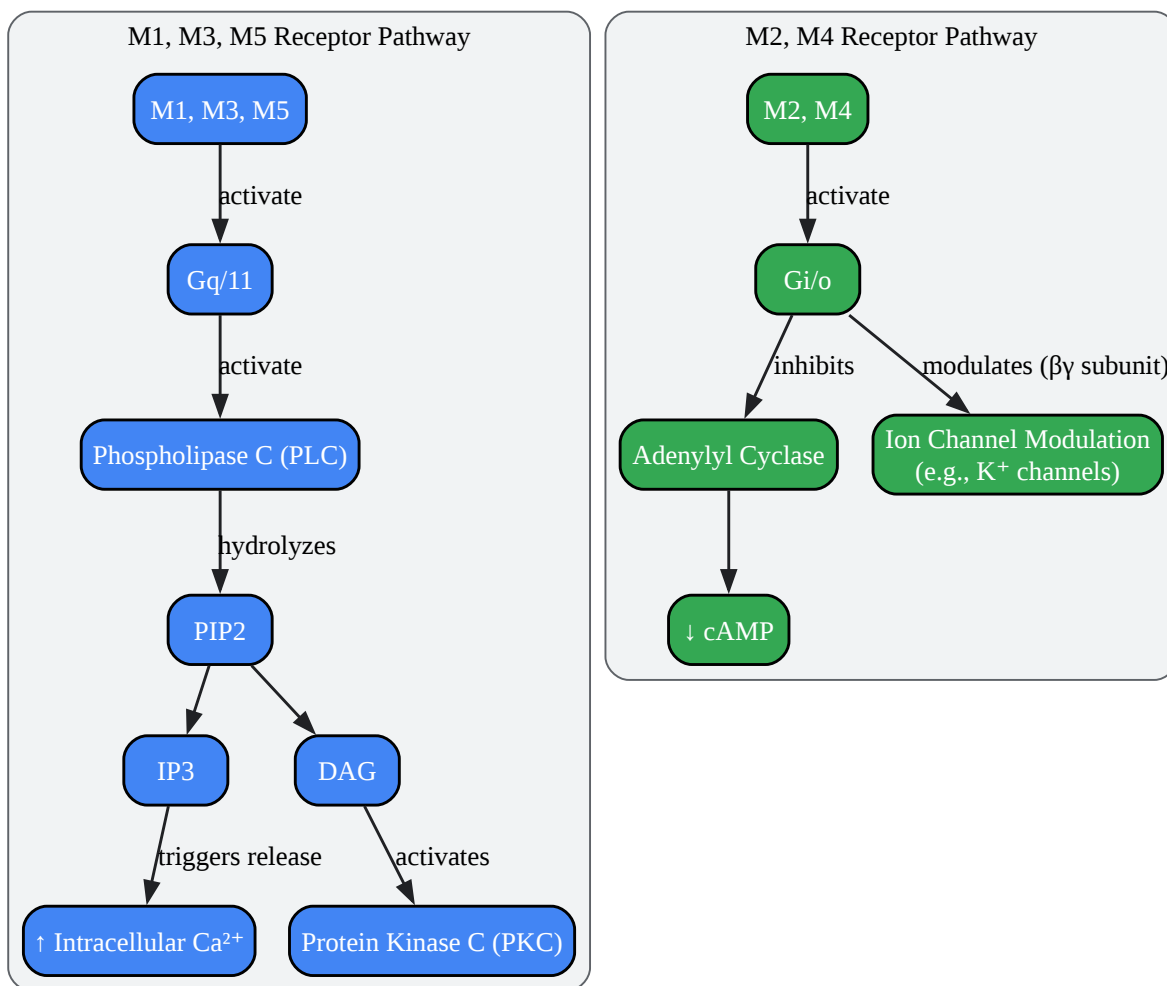 M1, M3, M5 Receptor Pathway
M1, M3, M5
activate
Gq/11
activate
Phospholipase C (PLC)
hydrolyzes
PIP2
IP3
DAG
triggers release
activates
↑ Intracellular Ca²⁺
Protein Kinase C (PKC)
M2, M4 Receptor Pathway
M2, M4
activate
Gi/o
inhibits
modulates (βγ subunit)
Adenylyl Cyclase
Ion Channel Modulation
(e.g., K⁺ channels)
↓ cAMP